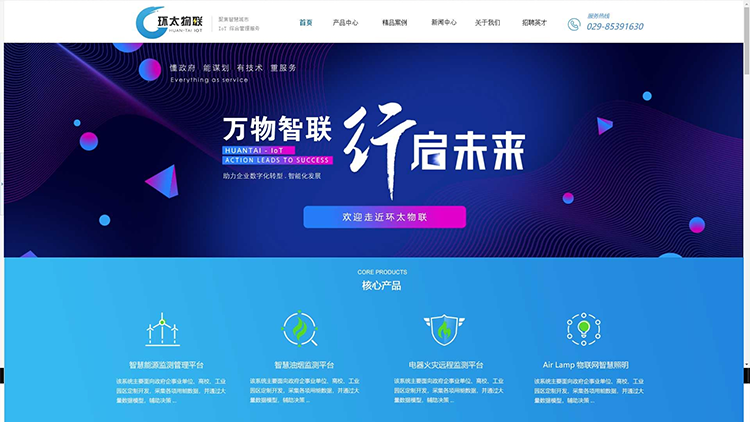 环太物联
HUAN-TAI IOT
聚焦智慧城市
IoT 综合管理服务
首页 产品中心 精品案例 新闻中心 关于我们 招聘英才
服务热线
029-85391630
懂政府 能谋划 有技术 重服务
Everything as service
万物智联 行启未来
HUANTAI - IoT
ACTION LEADS TO SUCCESS
助力企业数字化转型 . 智能化发展
欢迎走近环太物联
CORE PRODUCTS
核心产品
智慧能源监测管理平台
该系统主要面向政府企事业单位、高校、工业
园区定制开发，采集各项用能数据，并通过大
量数据模型，辅助决策 ...
智慧油烟监测平台
该系统主要面向政府企事业单位、高校、工业
园区定制开发，采集各项用能数据，并通过大
量数据模型，辅助决策 ...
电器火灾远程监测平台
该系统主要面向政府企事业单位、高校、工业
园区定制开发，采集各项用能数据，并通过大
量数据模型，辅助决策 ...
Air Lamp 物联网智慧照明
该系统主要面向政府企事业单位、高校、工业
园区定制开发，采集各项用能数据，并通过大
量数据模型，辅助决策 ...